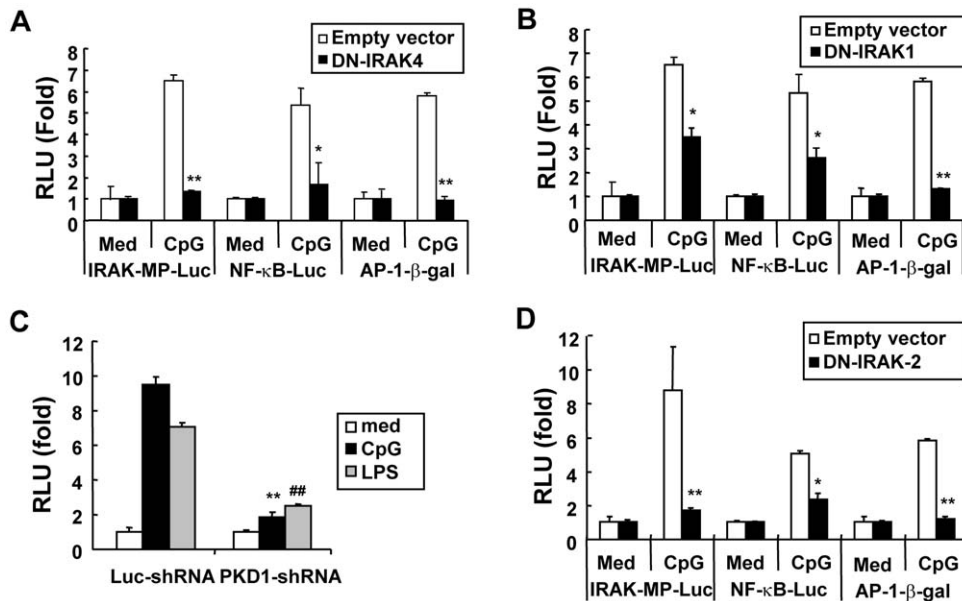 A
Empty vector
DN-IRAK4
RLU (Fold)
8
7
6
5
4
3
2
1
0
** * **
Med CpG Med CpG Med CpG
IRAK-MP-Luc NF-κB-Luc AP-1-β-gal
B
Empty vector
DN-IRAK1
RLU (Fold)
8
7
6
5
4
3
2
1
0
* * **
Med CpG Med CpG Med CpG
IRAK-MP-Luc NF-κB-Luc AP-1-β-gal
C
RLU (fold)
12
10
8
6
4
2
0
** ##
Luc-shRNA PKD1-shRNA
med
CpG
LPS
D
Empty vector
DN-IRAK-2
RLU (fold)
12
8
6
4
2
0
** * **
Med CpG Med CpG Med CpG
IRAK-MP-Luc NF-κB-Luc AP-1-β-gal